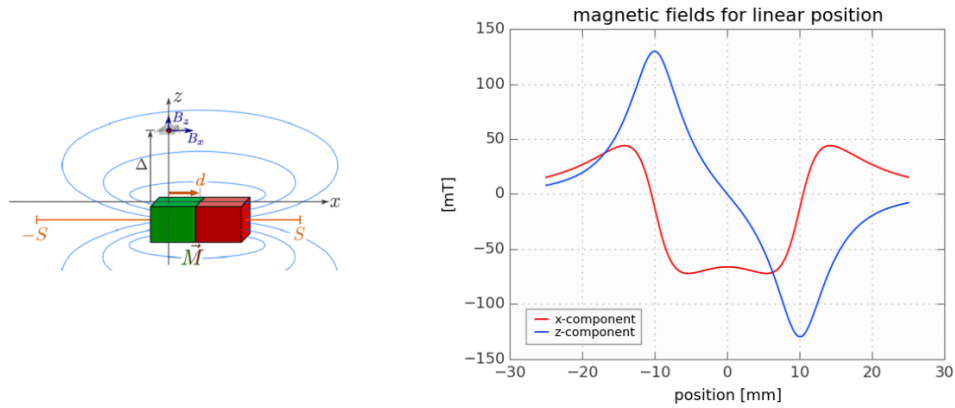 z
B_z
B_x
Δ
d
x
−S
S
M⃗
magnetic fields for linear position
150
100
50
0
−50
−100
−150
[mT]
x-component
z-component
−30
−20
−10
0
10
20
30
position [mm]